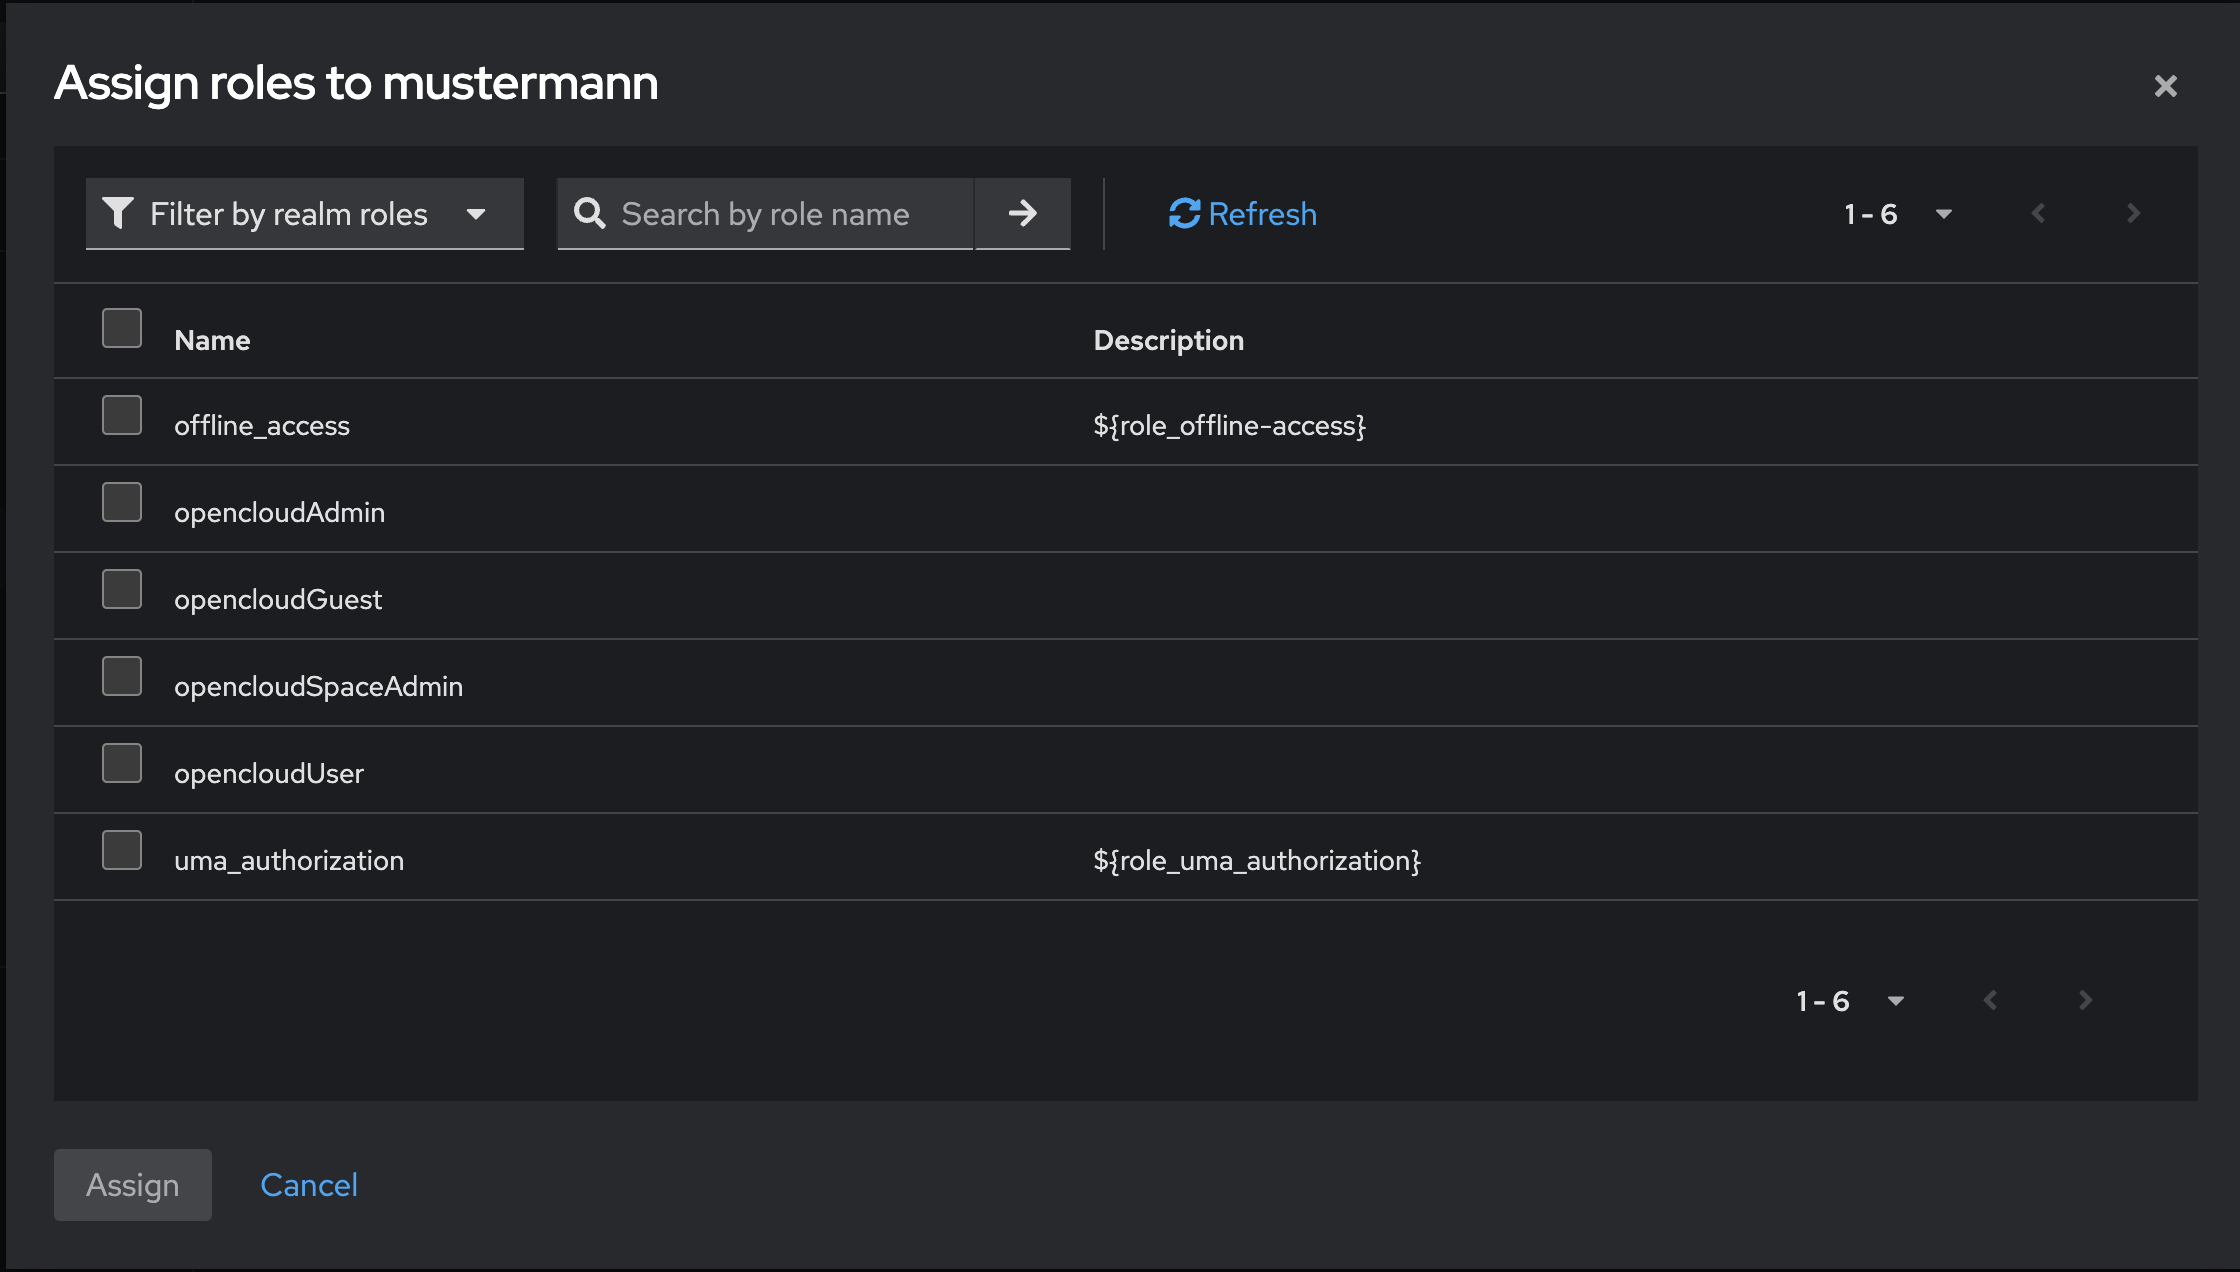 Assign roles to mustermann
Filter by realm roles
Search by role name
Refresh
1 - 6
Name Description
offline_access ${role_offline-access}
opencloudAdmin
opencloudGuest
opencloudSpaceAdmin
opencloudUser
uma_authorization ${role_uma_authorization}
1 - 6
Assign Cancel